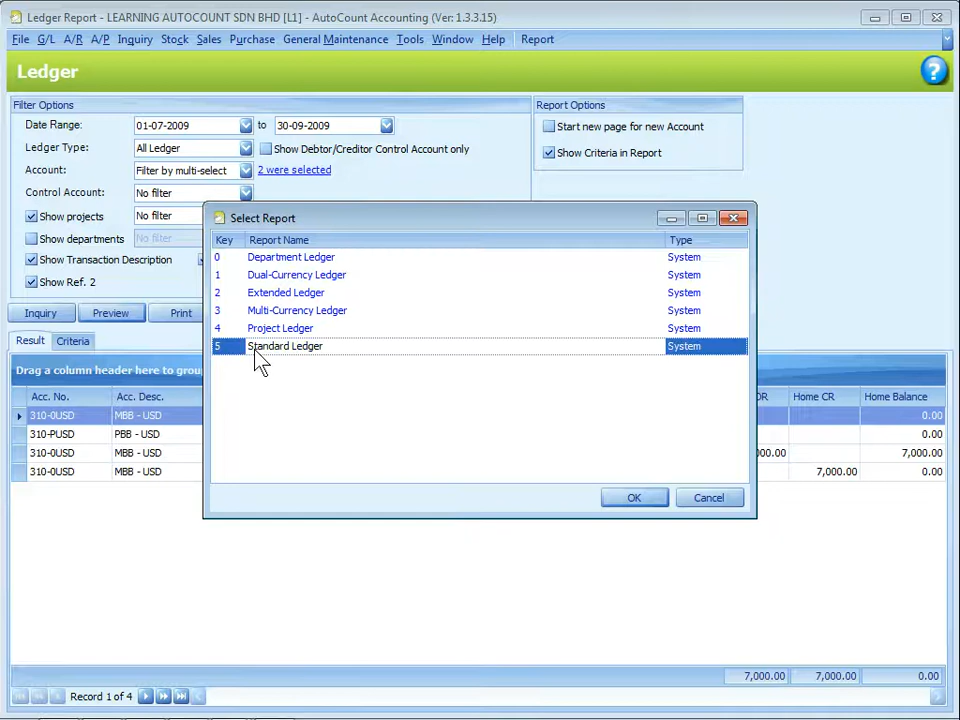 Ledger Report - LEARNING AUTOCOUNT SDN BHD [L1] - AutoCount Accounting (Ver: 1.3.3.15)
File G/L A/R A/P Inquiry Stock Sales Purchase General Maintenance Tools Window Help Report
Ledger
Filter Options
Report Options
Date Range: 01-07-2009 to 30-09-2009
Start new page for new Account
Ledger Type: All Ledger Show Debtor/Creditor Control Account only
Show Criteria in Report
Account: Filter by multi-select 2 were selected
Control Account: No filter
Show projects No filter
Show departments No filter
Show Transaction Description
Show Ref. 2
Inquiry Preview Print
Select Report
Key Report Name Type
0 Department Ledger System
1 Dual-Currency Ledger System
2 Extended Ledger System
3 Multi-Currency Ledger System
4 Project Ledger System
5 Standard Ledger System
OK Cancel
Result Criteria
Drag a column header here to grou
Acc. No. Acc. Desc. DR Home CR Home Balance
310-0USD MBB - USD 0.00
310-PUSD PBB - USD 0.00
310-0USD MBB - USD 000.00 7,000.00
310-0USD MBB - USD 7,000.00 0.00
7,000.00 7,000.00 0.00
Record 1 of 4